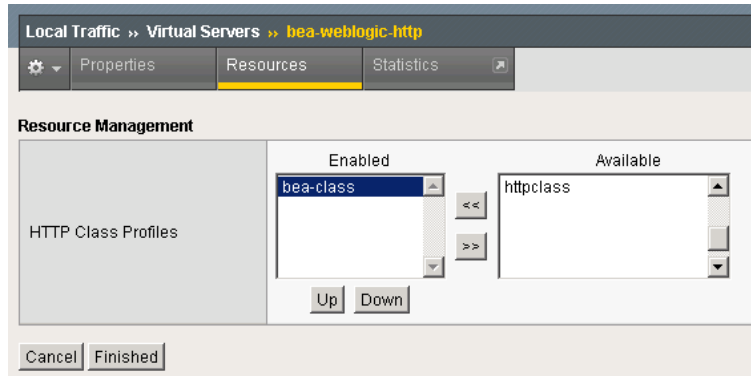 Local Traffic » Virtual Servers » bea-weblogic-http
Properties Resources Statistics
Resource Management
Enabled Available
bea-class << httpclass
HTTP Class Profiles
>>
Up Down
Cancel Finished